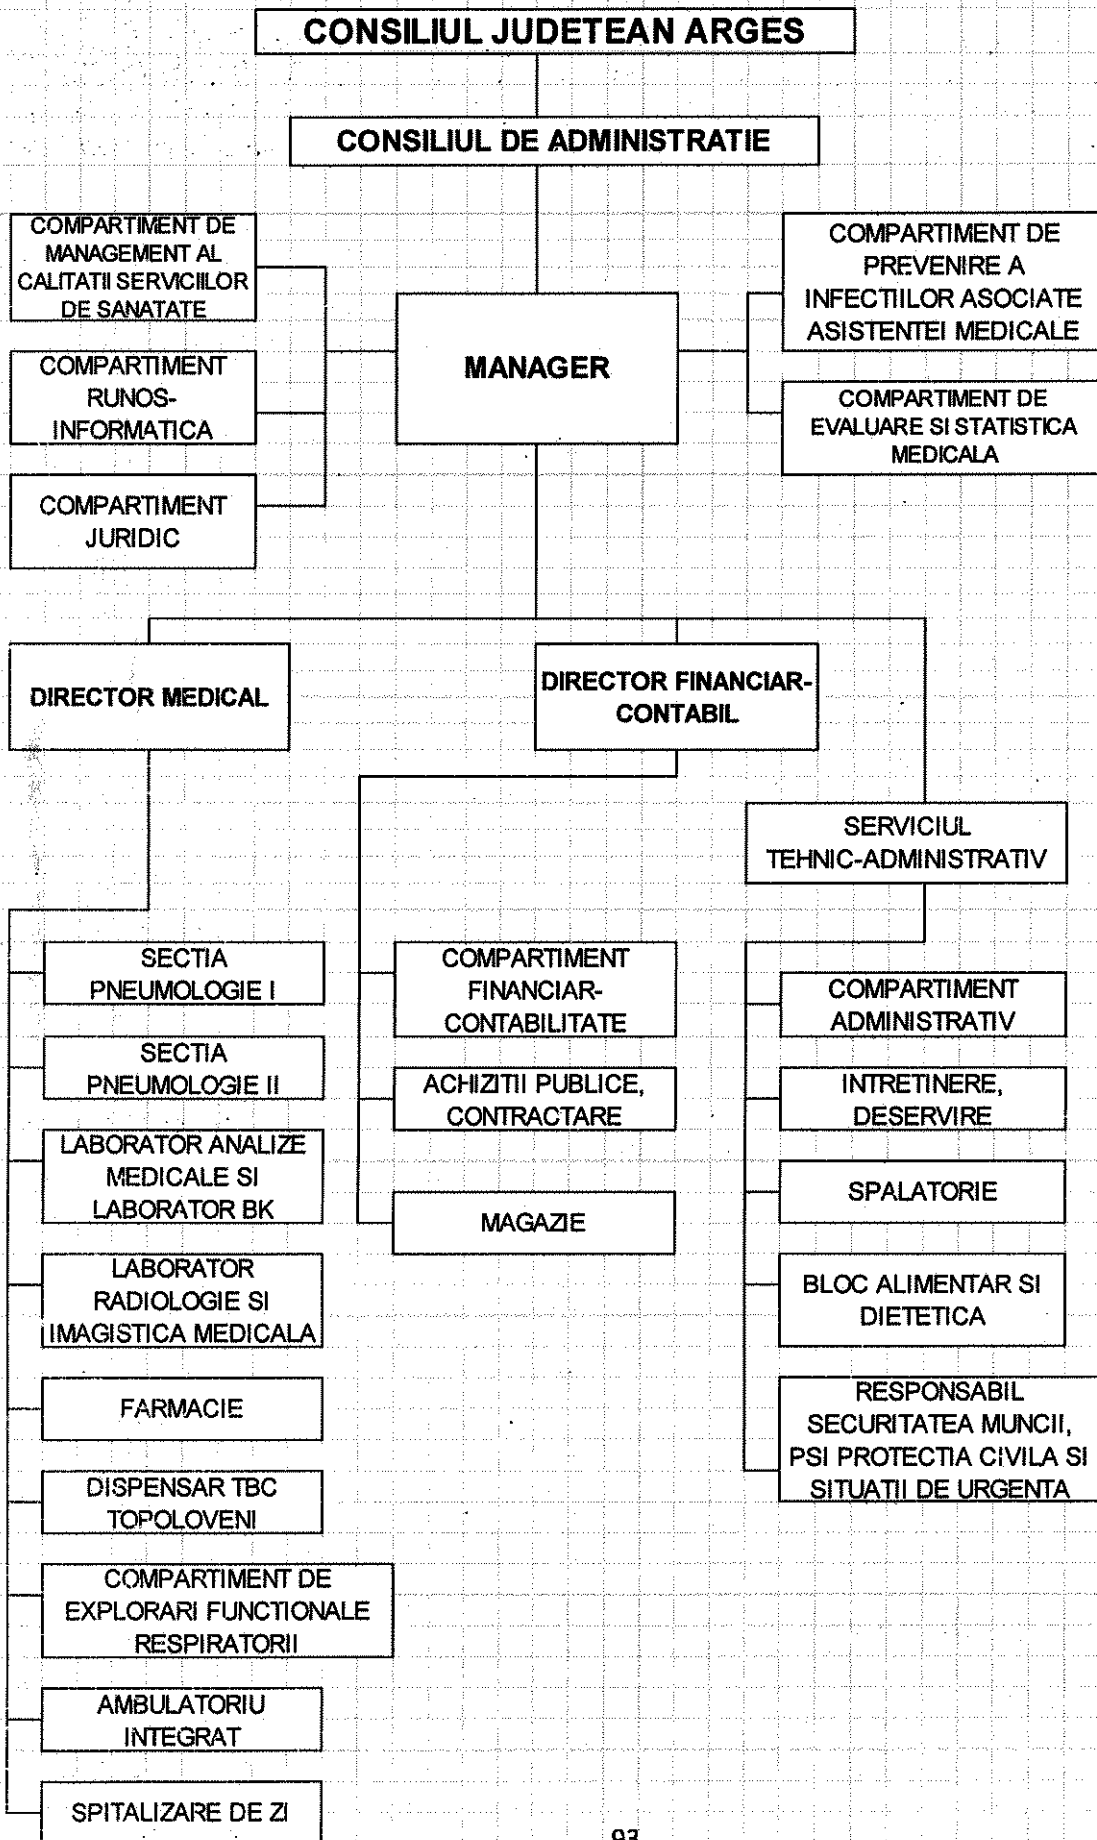 CONSILIUL JUDETEAN ARGES
CONSILIUL DE ADMINISTRATIE
COMPARTIMENT DE
MANAGEMENT AL
CALITATII SERVICIILOR
DE SANATATE
COMPARTIMENT
RUNOS-
INFORMATICA
COMPARTIMENT
JURIDIC
MANAGER
COMPARTIMENT DE
PREVENIRE A
INFECTIILOR ASOCIATE
ASISTENTEI MEDICALE
COMPARTIMENT DE
EVALUARE SI STATISTICA
MEDICALA
DIRECTOR MEDICAL
DIRECTOR FINANCIAR-
CONTABIL
SERVICIUL
TEHNIC-ADMINISTRATIV
SECTIA
PNEUMOLOGIE I
SECTIA
PNEUMOLOGIE II
LABORATOR ANALIZE
MEDICALE SI
LABORATOR BK
LABORATOR
RADIOLOGIE SI
IMAGISTICA MEDICALA
FARMACIE
DISPENSAR TBC
TOPOLOVENI
COMPARTIMENT DE
EXPLORARI FUNCTIONALE
RESPIRATORII
AMBULATORIU
INTEGRAT
SPITALIZARE DE ZI
COMPARTIMENT
FINANCIAR-
CONTABILITATE
ACHIZITII PUBLICE,
CONTRACTARE
MAGAZIE
COMPARTIMENT
ADMINISTRATIV
INTRETINERE,
DESERVIRE
SPALATORIE
BLOC ALIMENTAR SI
DIETETICA
RESPONSABIL
SECURITATEA MUNCII,
PSI PROTECTIA CIVILA SI
SITUATII DE URGENTA
93